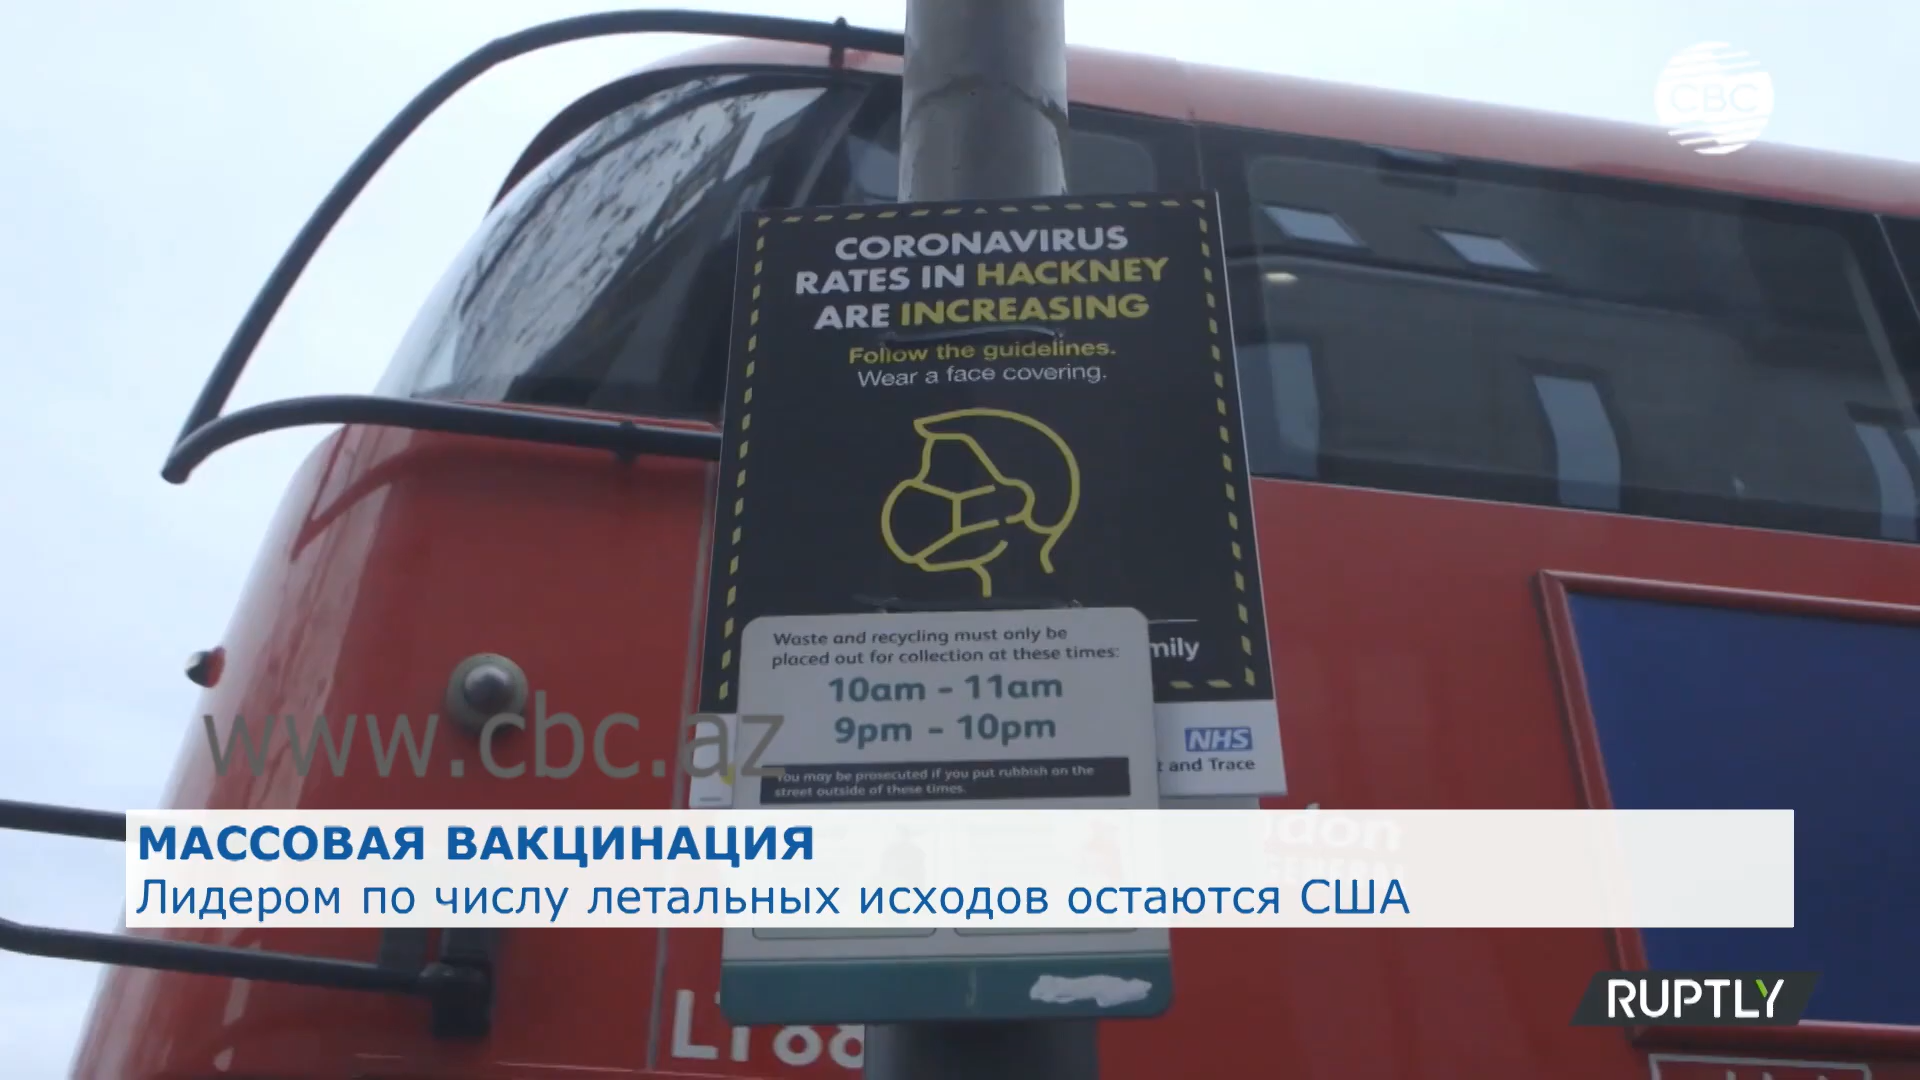 CBC
CORONAVIRUS
RATES IN HACKNEY
ARE INCREASING
Follow the guidelines.
Wear a face covering.
Waste and recycling must only be
placed out for collection at these times:
10am - 11am
9pm - 10pm
You may be prosecuted if you put rubbish on the
street outside of these times.
NHS
and Trace
www.cbc.az
МАССОВАЯ ВАКЦИНАЦИЯ
Лидером по числу летальных исходов остаются США
RUPTLY